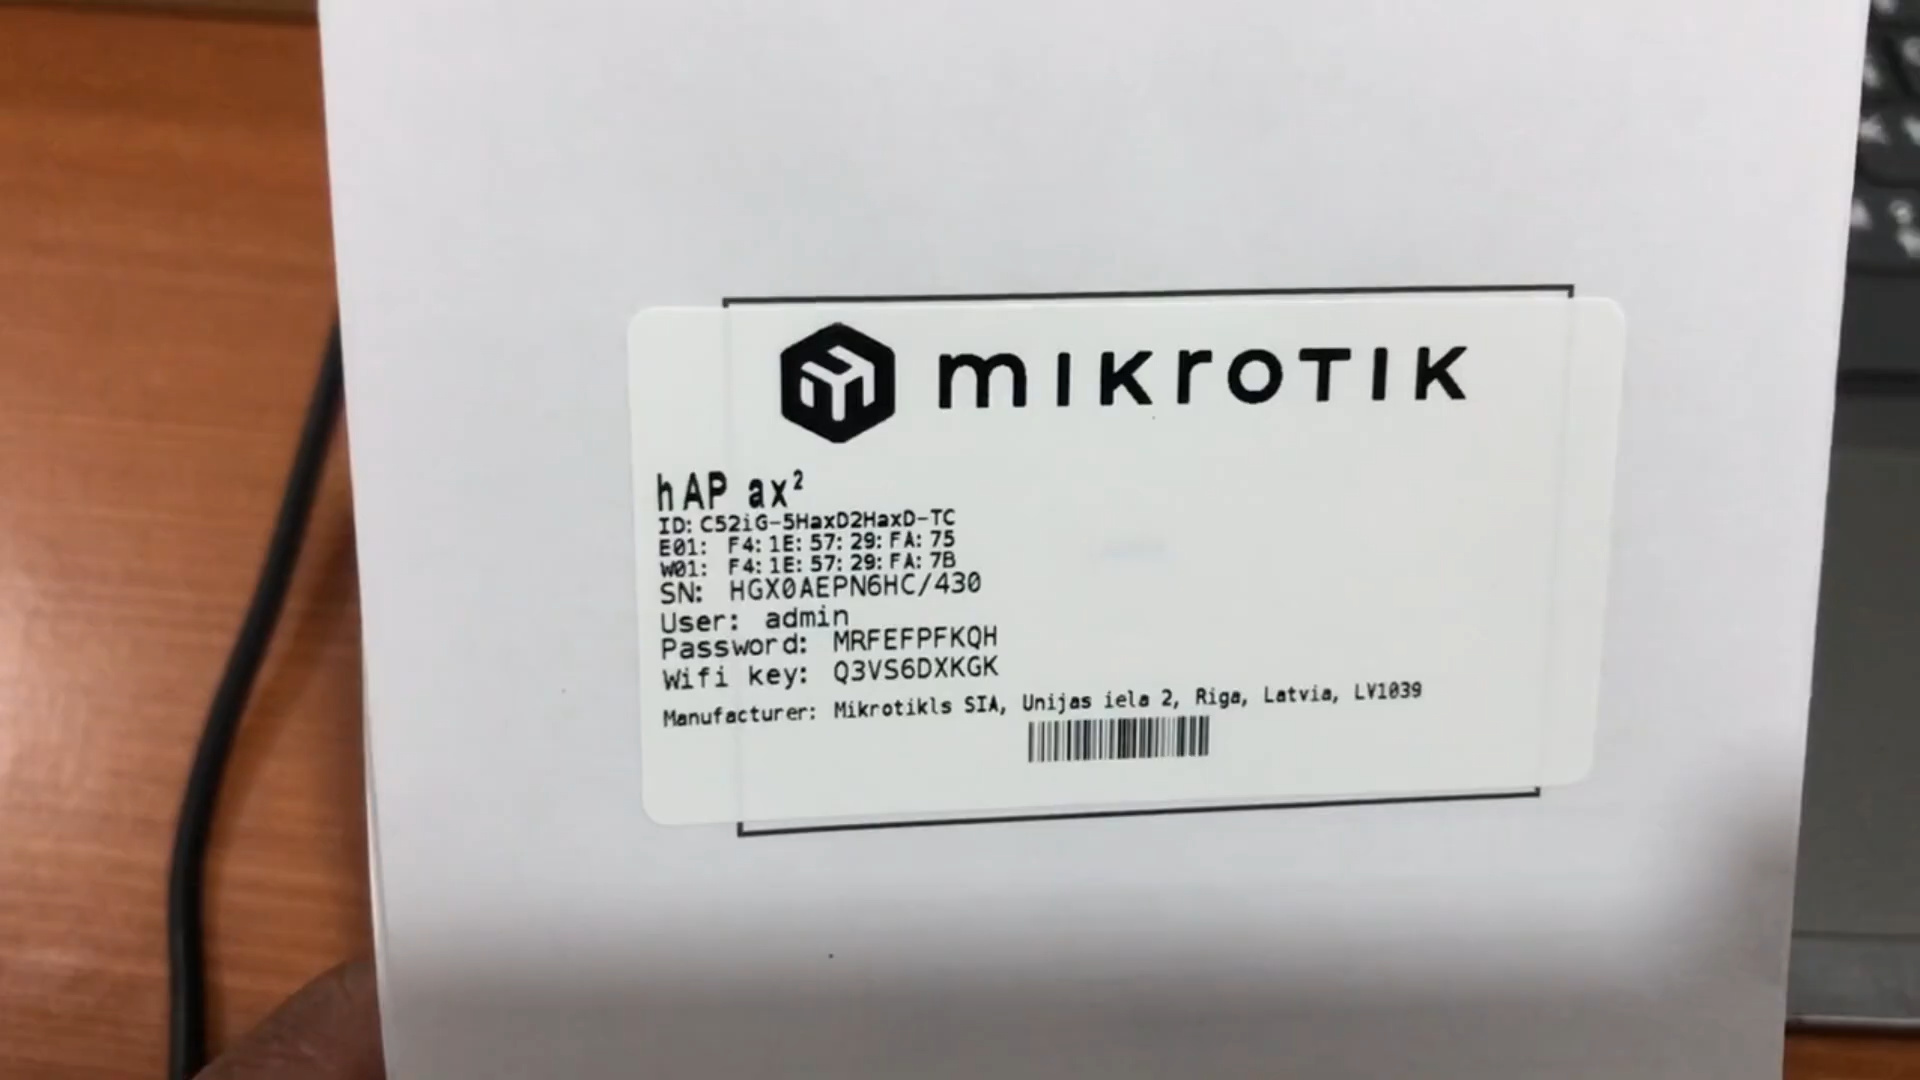 mikrotik
hAP ax²
ID: C52iG-5HaxD2HaxD-TC
E01: F4:1E:57:29:FA:75
W01: F4:1E:57:29:FA:7B
SN: HGX0AEPN6HC/430
User: admin
Password: MRFEFPFKQH
Wifi key: Q3VS6DXKGK
Manufacturer: Mikrotikls SIA, Unijas iela 2, Riga, Latvia, LV1039